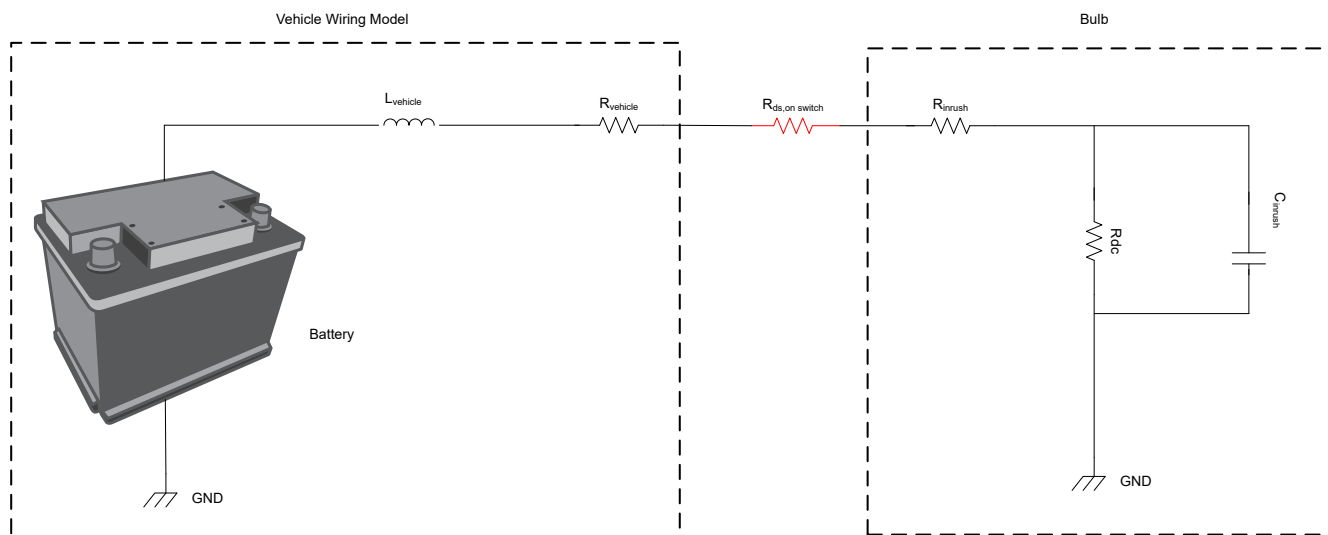 Vehicle Wiring Model
Bulb
Lvehicle
Rvehicle
Rds,on switch
Rinrush
Cinrush
Rdc
Battery
GND
GND